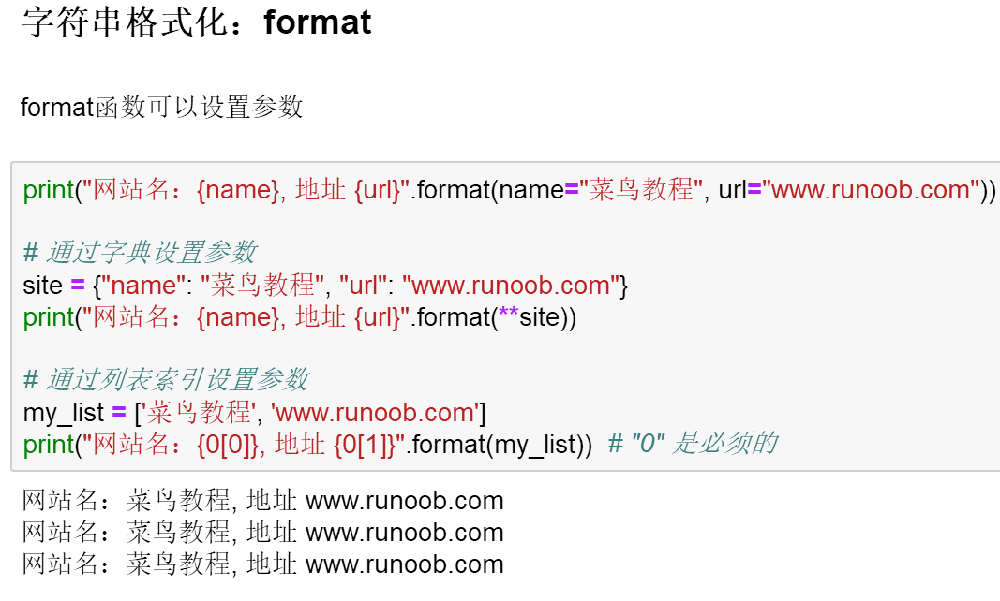 字符串格式化：format
format函数可以设置参数
print("网站名：{name}, 地址 {url}".format(name="菜鸟教程", url="www.runoob.com"))
# 通过字典设置参数
site = {"name": "菜鸟教程", "url": "www.runoob.com"}
print("网站名：{name}, 地址 {url}".format(**site))
# 通过列表索引设置参数
my_list = ['菜鸟教程', 'www.runoob.com']
print("网站名：{0[0]}, 地址 {0[1]}".format(my_list))  # "0" 是必须的
网站名：菜鸟教程, 地址 www.runoob.com
网站名：菜鸟教程, 地址 www.runoob.com
网站名：菜鸟教程, 地址 www.runoob.com